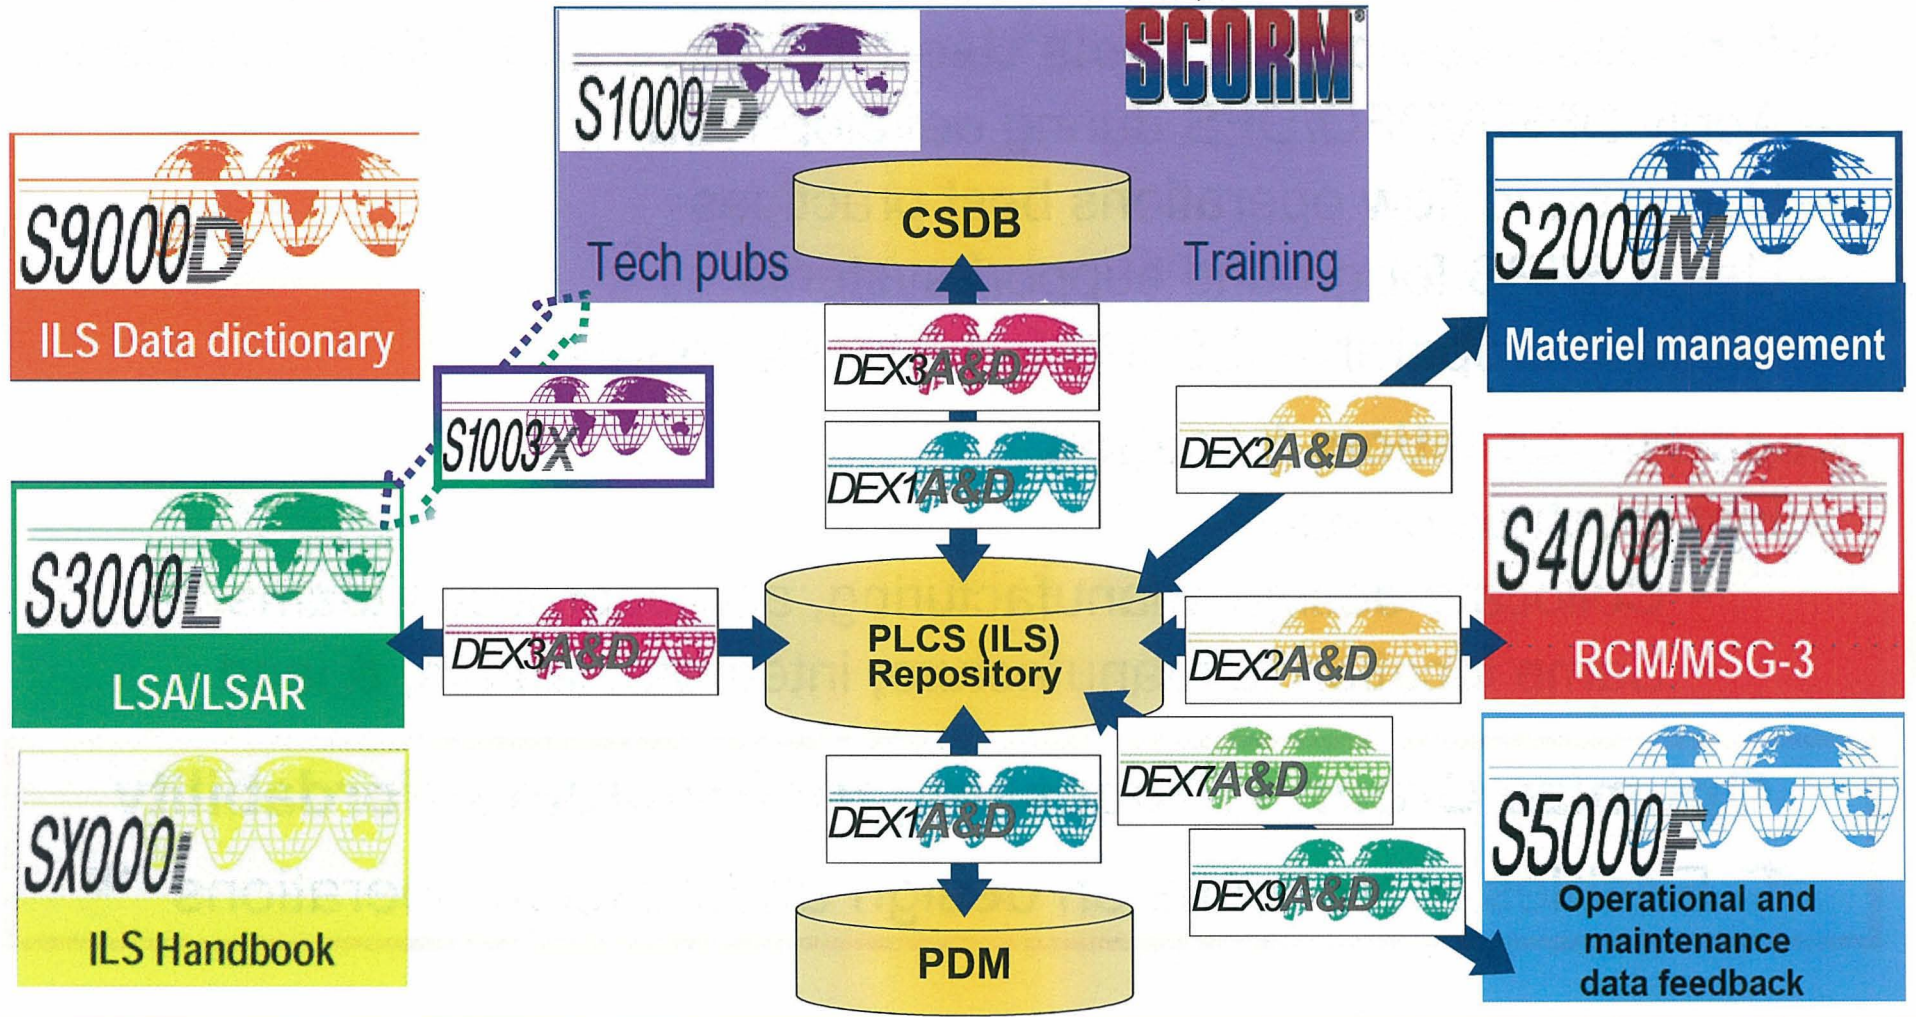 S1000D
SCORM®
CSDB
Tech pubs
Training
S9000D
ILS Data dictionary
S2000M
Materiel management
DEX3A&D
S1003X
DEX2A&D
DEX1A&D
S3000L
LSA/LSAR
S4000M
RCM/MSG-3
DEX3A&D
PLCS (ILS)
Repository
DEX2A&D
SX000i
ILS Handbook
DEX1A&D
DEX7A&D
DEX9A&D
S5000F
Operational and
maintenance
data feedback
PDM